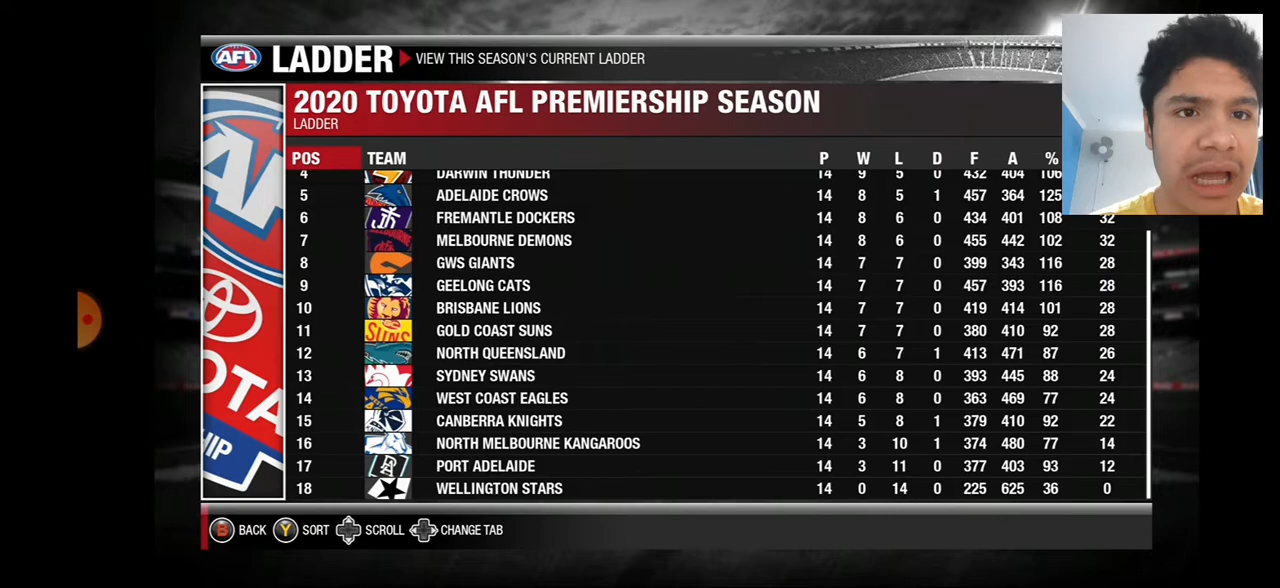 AFL LADDER VIEW THIS SEASON'S CURRENT LADDER
2020 TOYOTA AFL PREMIERSHIP SEASON
LADDER
POS TEAM P W L D F A %
4 DARWIN THUNDER 14 9 5 0 432 404 106
5 ADELAIDE CROWS 14 8 5 1 457 364 125
6 FREMANTLE DOCKERS 14 8 6 0 434 401 108 32
7 MELBOURNE DEMONS 14 8 6 0 455 442 102 32
8 GWS GIANTS 14 7 7 0 399 343 116 28
9 GEELONG CATS 14 7 7 0 457 393 116 28
10 BRISBANE LIONS 14 7 7 0 419 414 101 28
11 SUNS GOLD COAST SUNS 14 7 7 0 380 410 92 28
12 NORTH QUEENSLAND 14 6 7 1 413 471 87 26
13 SYDNEY SWANS 14 6 8 0 393 445 88 24
14 WEST COAST EAGLES 14 6 8 0 363 469 77 24
15 CANBERRA KNIGHTS 14 5 8 1 379 410 92 22
16 NORTH MELBOURNE KANGAROOS 14 3 10 1 374 480 77 14
17 PORT ADELAIDE 14 3 11 0 377 403 93 12
18 WELLINGTON STARS 14 0 14 0 225 625 36 0
B BACK Y SORT SCROLL CHANGE TAB